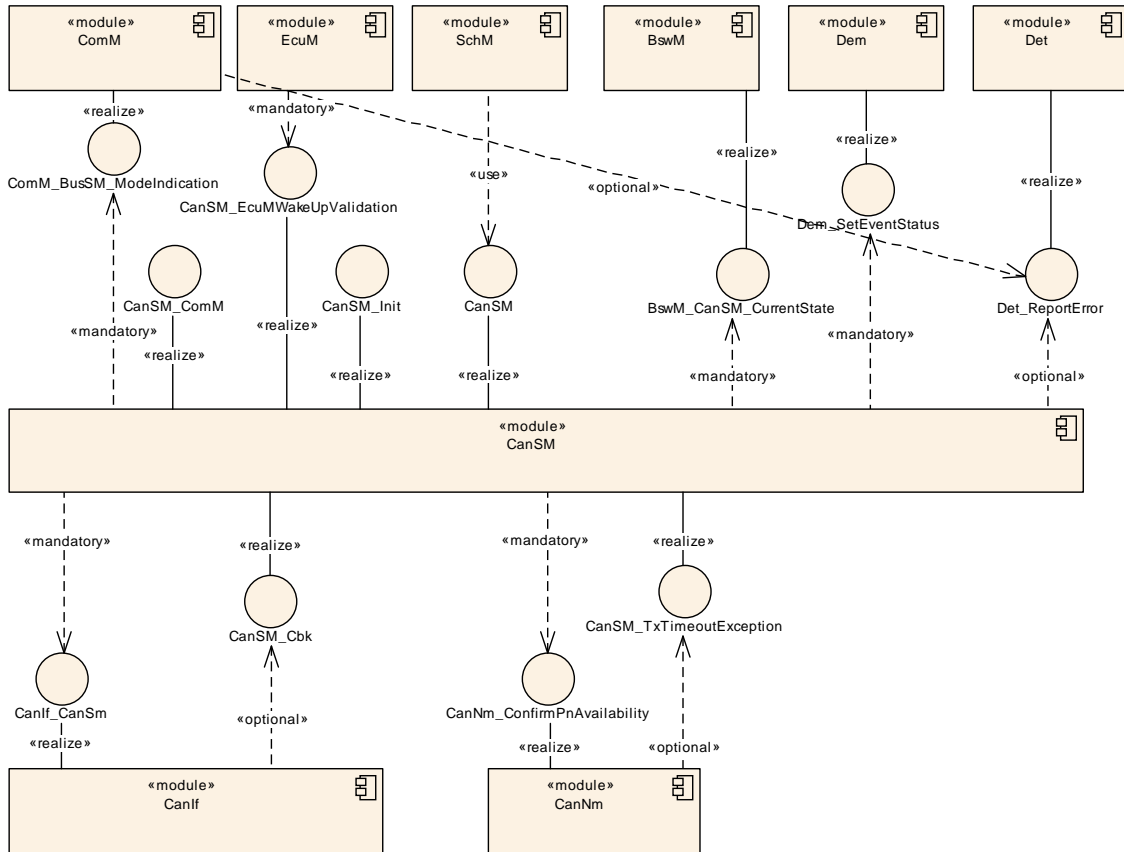 «module»
ComM
«module»
EcuM
«module»
SchM
«module»
BswM
«module»
Dem
«module»
Det
«realize»
«mandatory»
«realize»
«realize»
ComM_BusSM_ModeIndication
«use»
«optional»
«realize»
CanSM_EcuMWakeUpValidation
Dem_SetEventStatus
CanSM_ComM
CanSM_Init
CanSM
BswM_CanSM_CurrentState
Det_ReportError
«mandatory»
«realize»
«mandatory»
«realize»
«realize»
«realize»
«mandatory»
«optional»
«module»
CanSM
«mandatory»
«realize»
«mandatory»
«realize»
CanSM_Cbk
CanSM_TxTimeoutException
CanIf_CanSm
CanNm_ConfirmPnAvailability
«realize»
«optional»
«realize»
«optional»
«module»
CanIf
«module»
CanNm